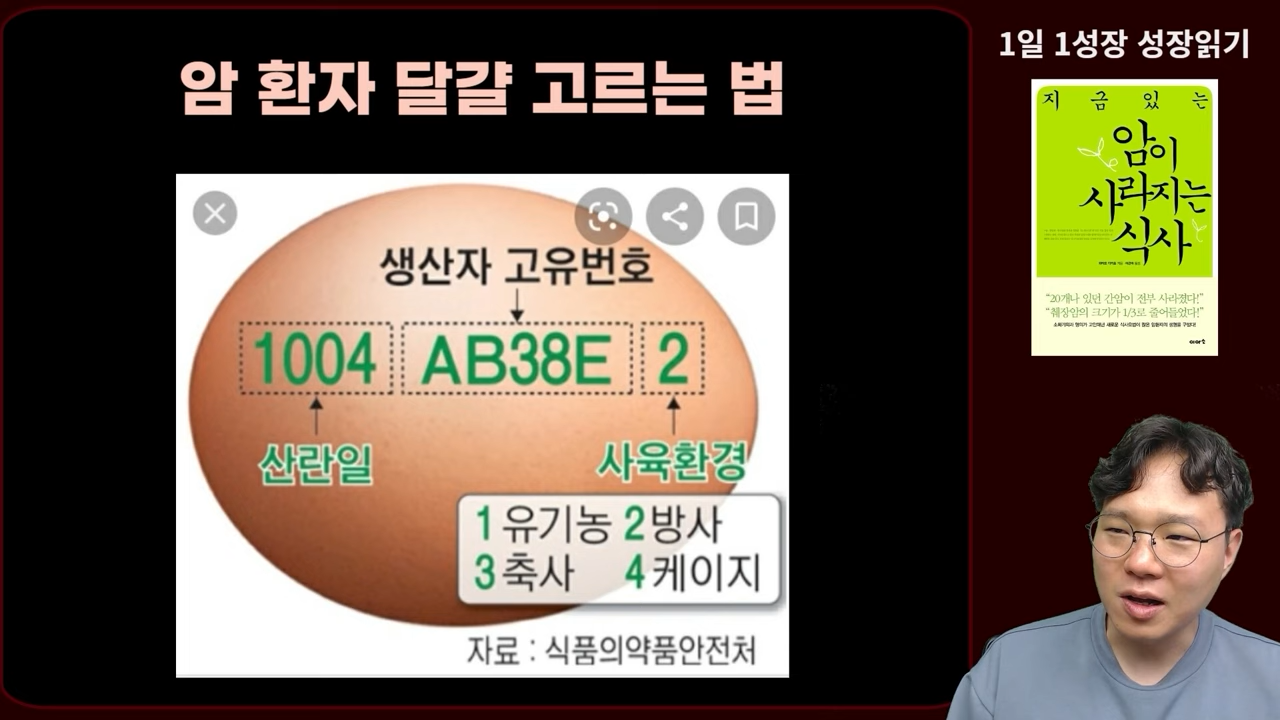 암 환자 달걀 고르는 법
생산자 고유번호
1004 AB38E 2
산란일 사육환경
1 유기농 2 방사
3 축사 4 케이지
자료 : 식품의약품안전처
1일 1성장 성장읽기
지금 있는
암이
사라지는
식사
“20개나 있던 간암이 전부 사라졌다!”
“췌장암의 크기가 1/3로 줄어들었다!”